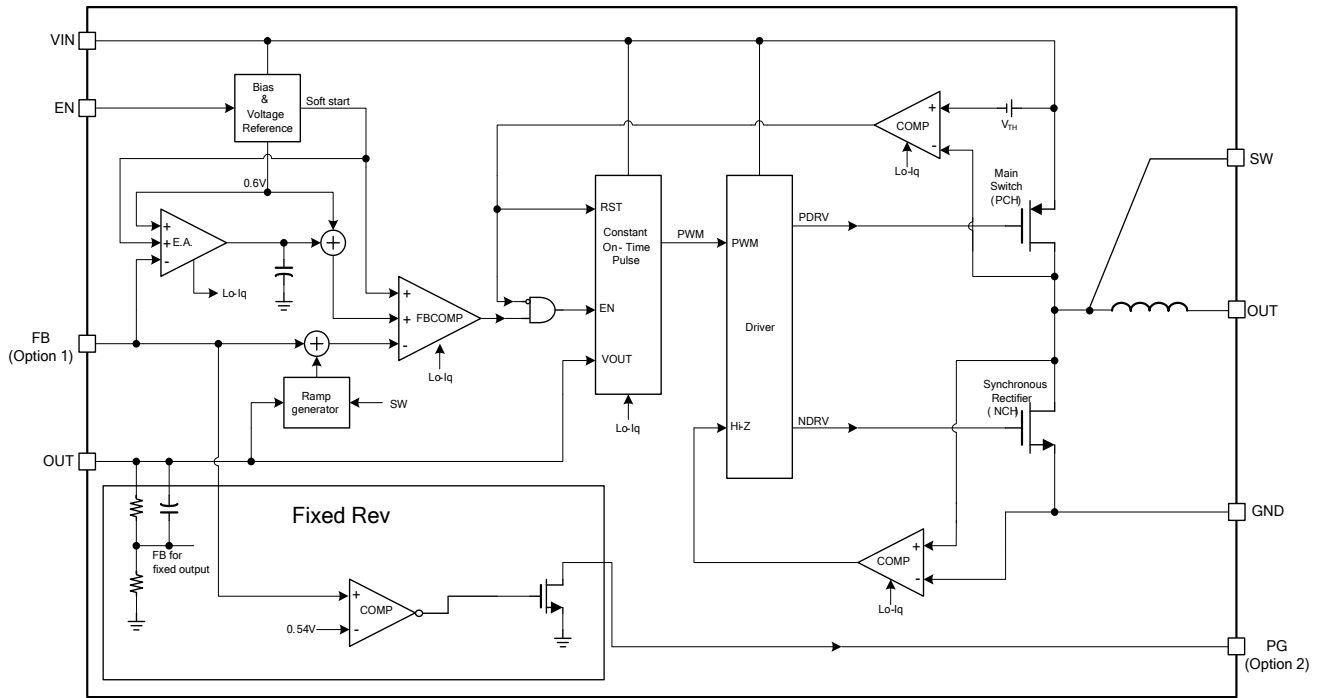 VIN
EN
Bias
&
Voltage
Reference
Soft start
0.6V
+
+
-
E.A.
Lo-Iq
+
FB
(Option 1)
+
Ramp
generator
SW
OUT
+
+
-
FBCOMP
Lo-Iq
RST
Constant
On- Time
Pulse
EN
VOUT
Lo-Iq
PWM
PWM
Driver
Hi-Z
PDRV
NDRV
+
COMP
-
Lo-Iq
VTH
Main
Switch
(PCH)
SW
OUT
Synchronous
Rectifier
( NCH)
GND
+
COMP
-
Lo-Iq
Fixed Rev
FB for
fixed output
+
COMP
-
0.54V
PG
(Option 2)